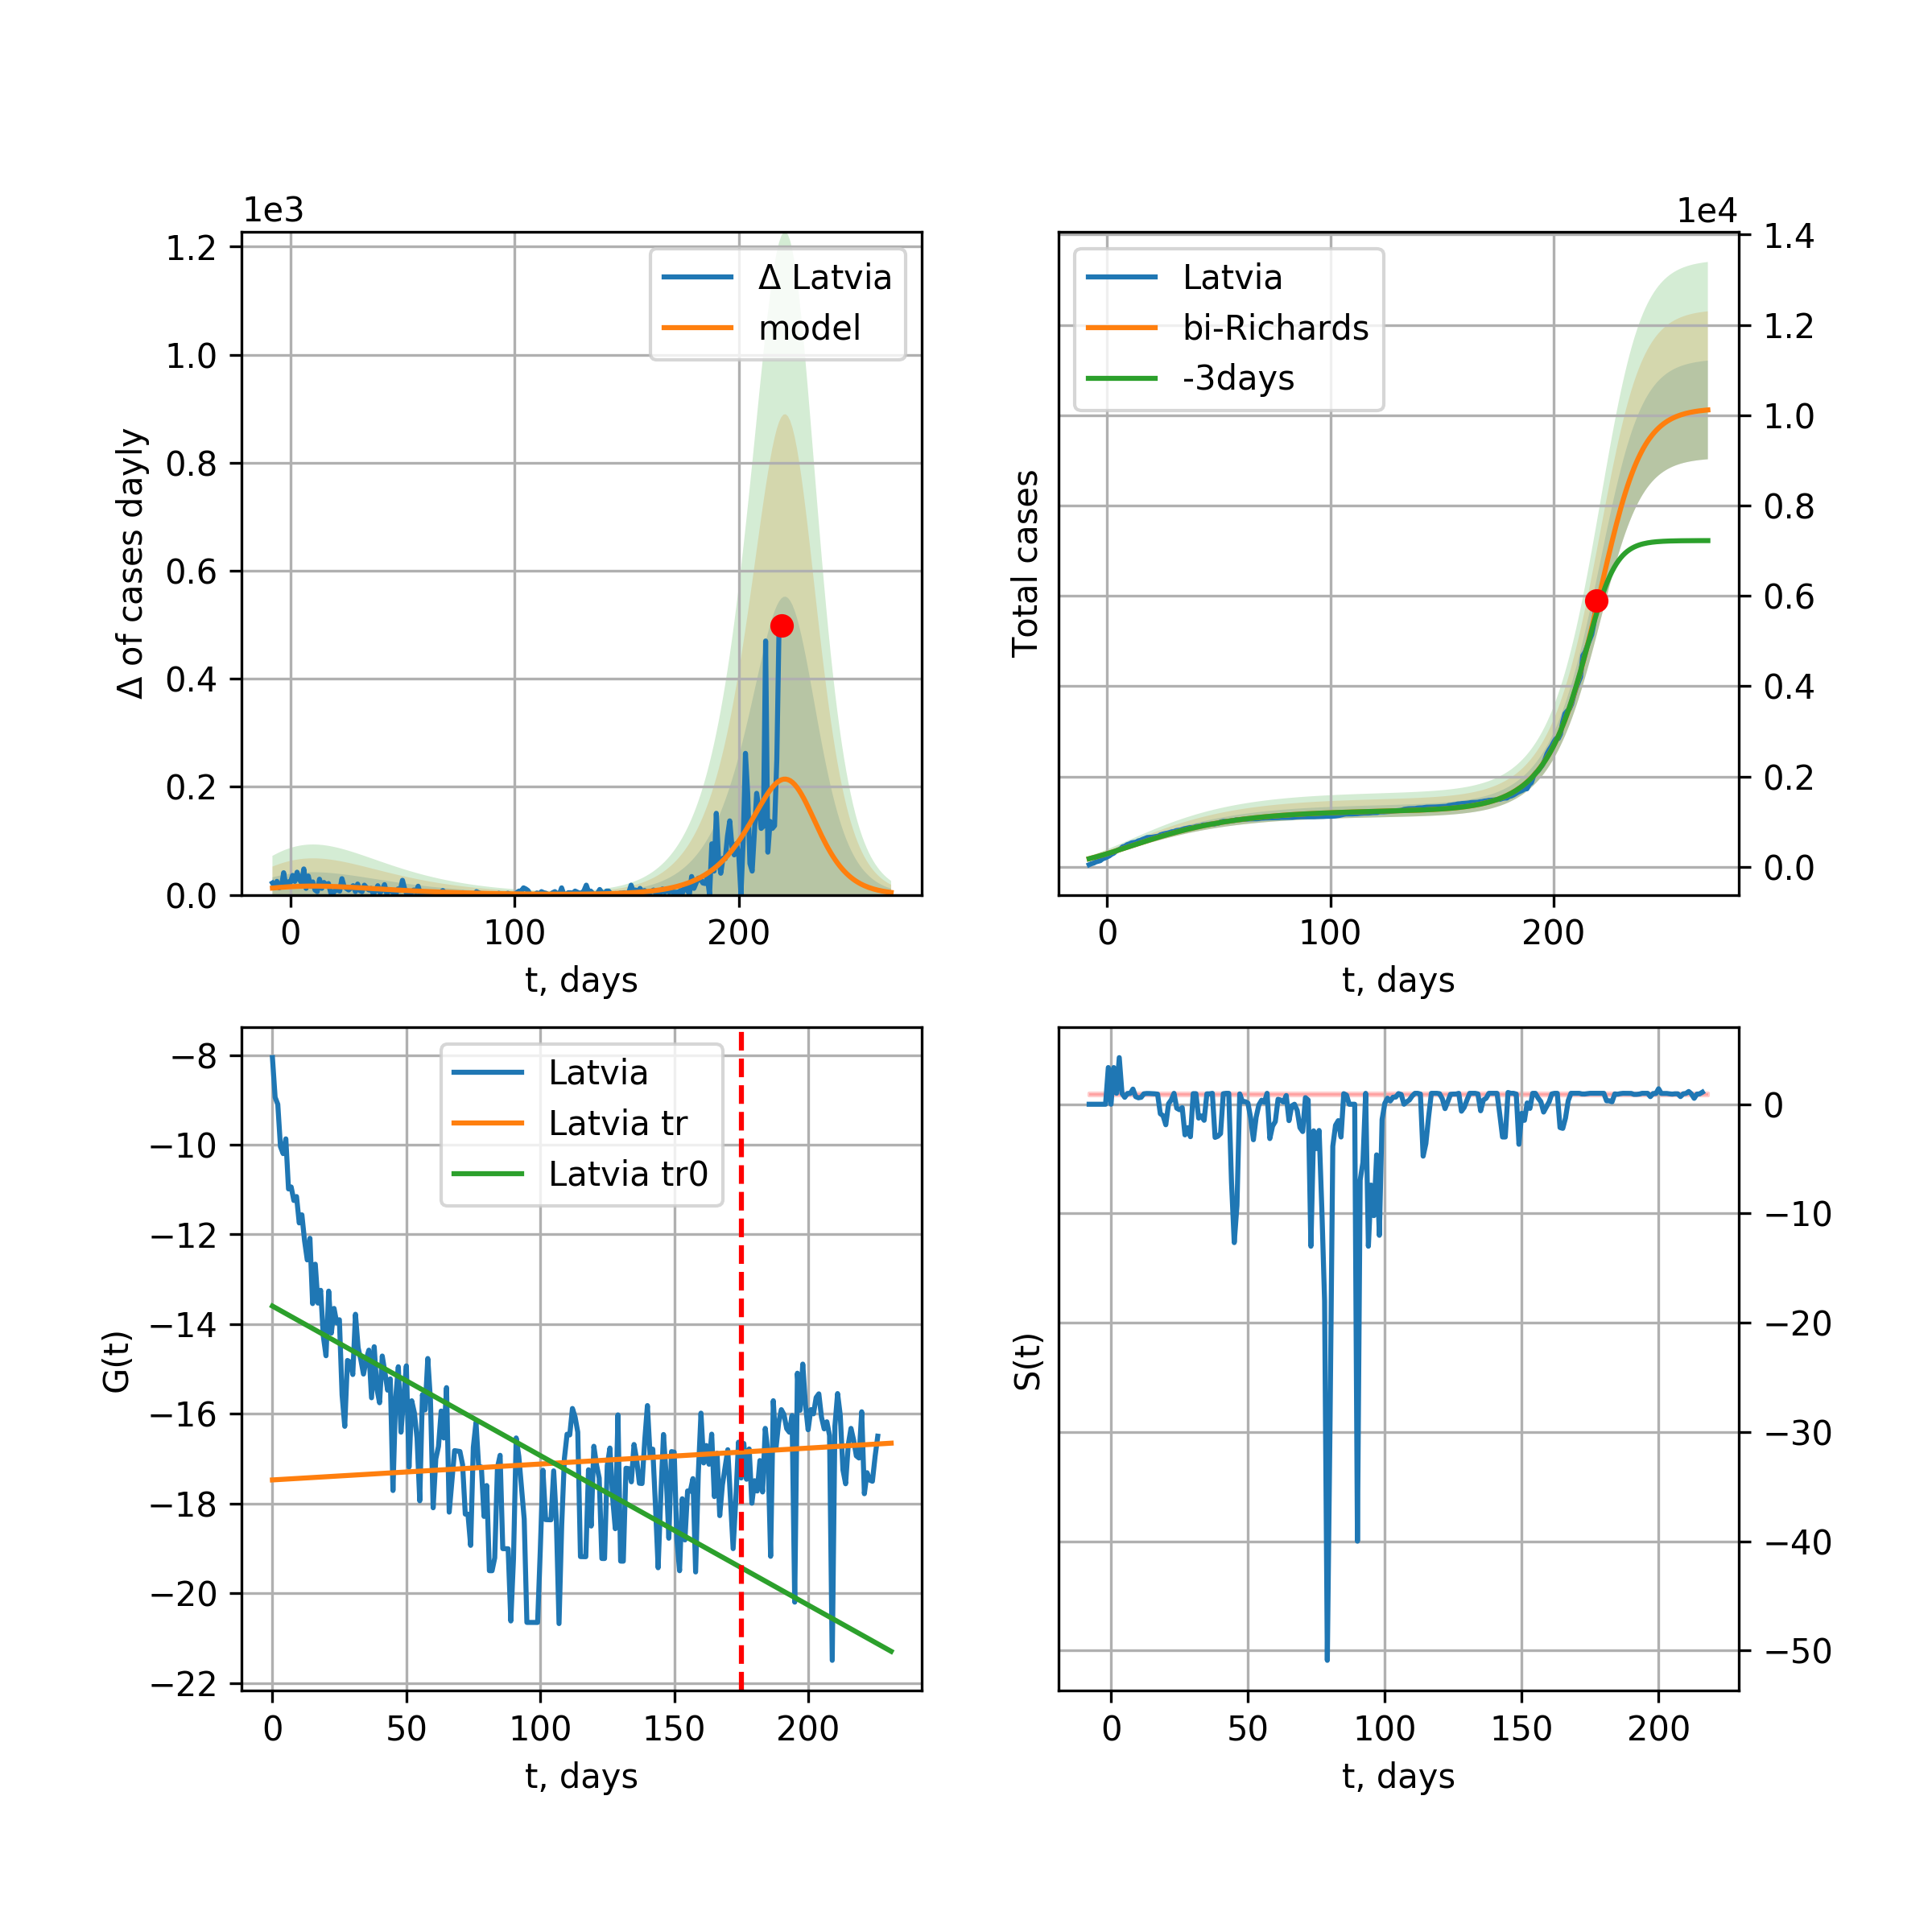 1e3
1.2
1.0
0.8
0.6
0.4
0.2
0.0
Δ of cases dayly
Δ Latvia
model
0
100
200
t, days
1e4
1.4
1.2
1.0
0.8
0.6
0.4
0.2
0.0
Total cases
Latvia
bi-Richards
-3days
0
100
200
t, days
−8
−10
−12
−14
−16
−18
−20
−22
G(t)
Latvia
Latvia tr
Latvia tr0
0
50
100
150
200
t, days
0
−10
−20
−30
−40
−50
S(t)
0
50
100
150
200
t, days